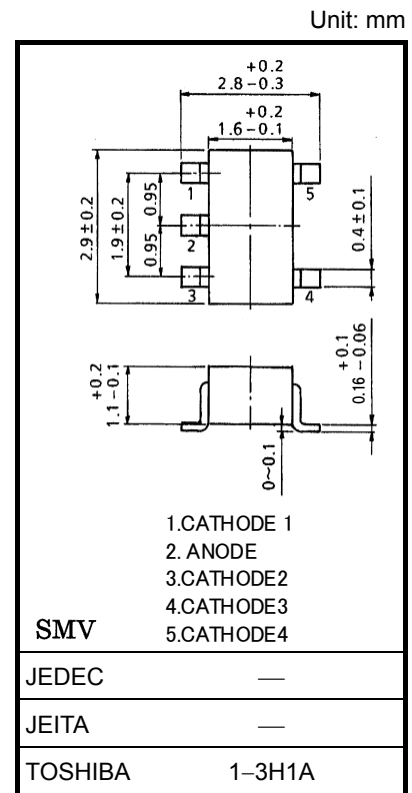 Unit: mm
+0.2
2.8-0.3
+0.2
1.6-0.1
2.9±0.2
1.9±0.2
0.95
0.95
1
2
3
5
4
0.4±0.1
+0.2
1.1-0.1
+0.1
0.16-0.06
0~0.1
1.CATHODE 1
2. ANODE
3.CATHODE2
4.CATHODE3
5.CATHODE4
SMV
JEDEC —
JEITA —
TOSHIBA 1-3H1A